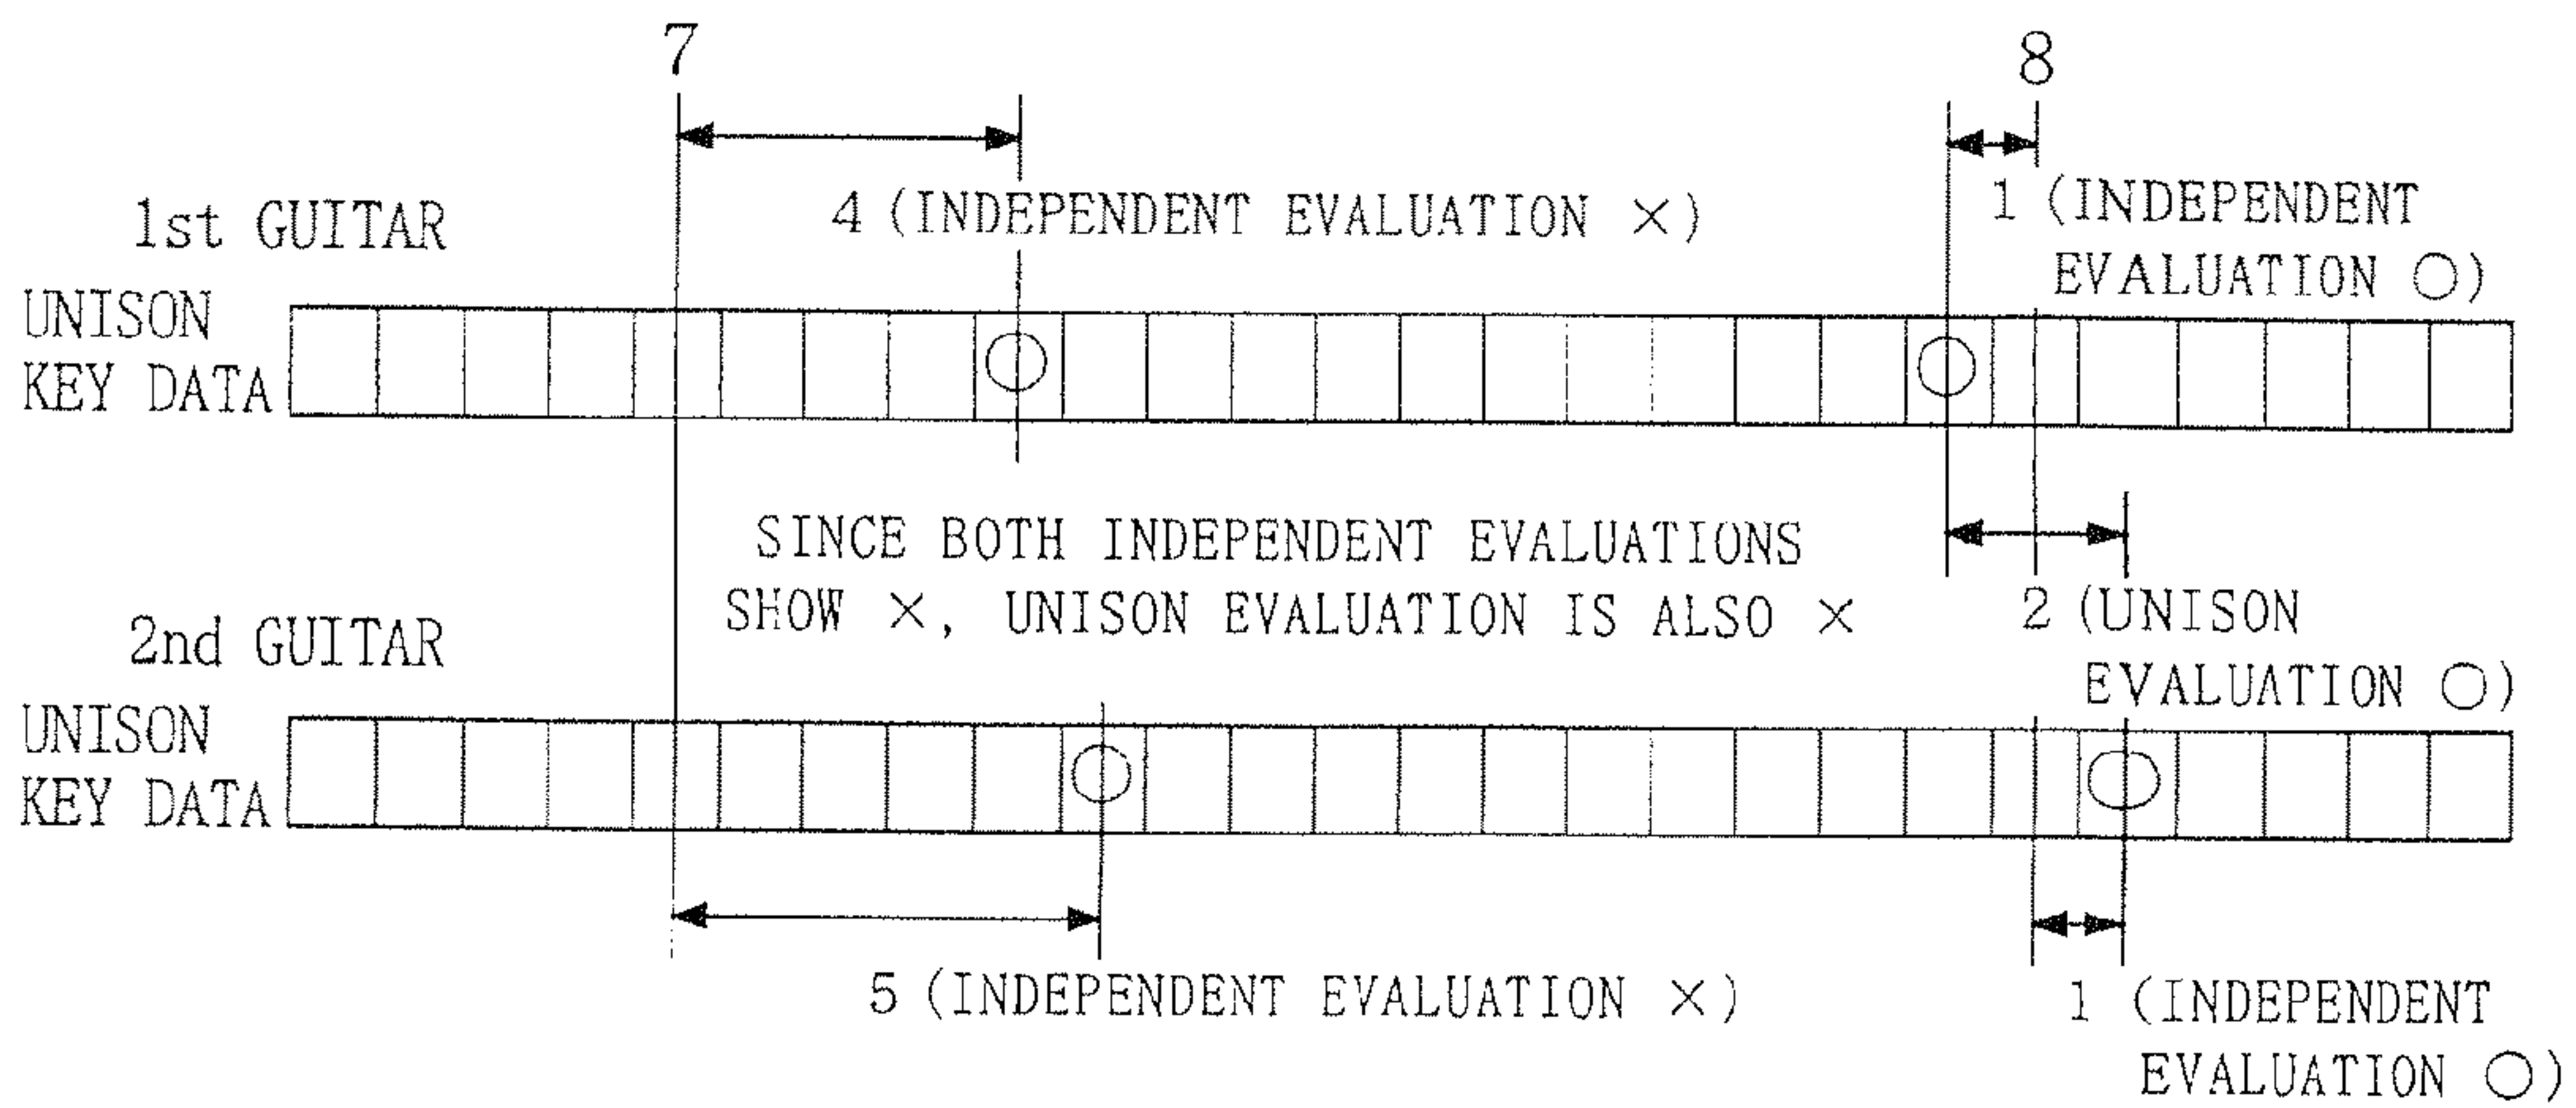 7
8
4 (INDEPENDENT EVALUATION ×)
1 (INDEPENDENT
EVALUATION ○)
1st GUITAR
UNISON
KEY DATA
SINCE BOTH INDEPENDENT EVALUATIONS
SHOW ×, UNISON EVALUATION IS ALSO ×
2 (UNISON
EVALUATION ○)
2nd GUITAR
UNISON
KEY DATA
5 (INDEPENDENT EVALUATION ×)
1 (INDEPENDENT
EVALUATION ○)